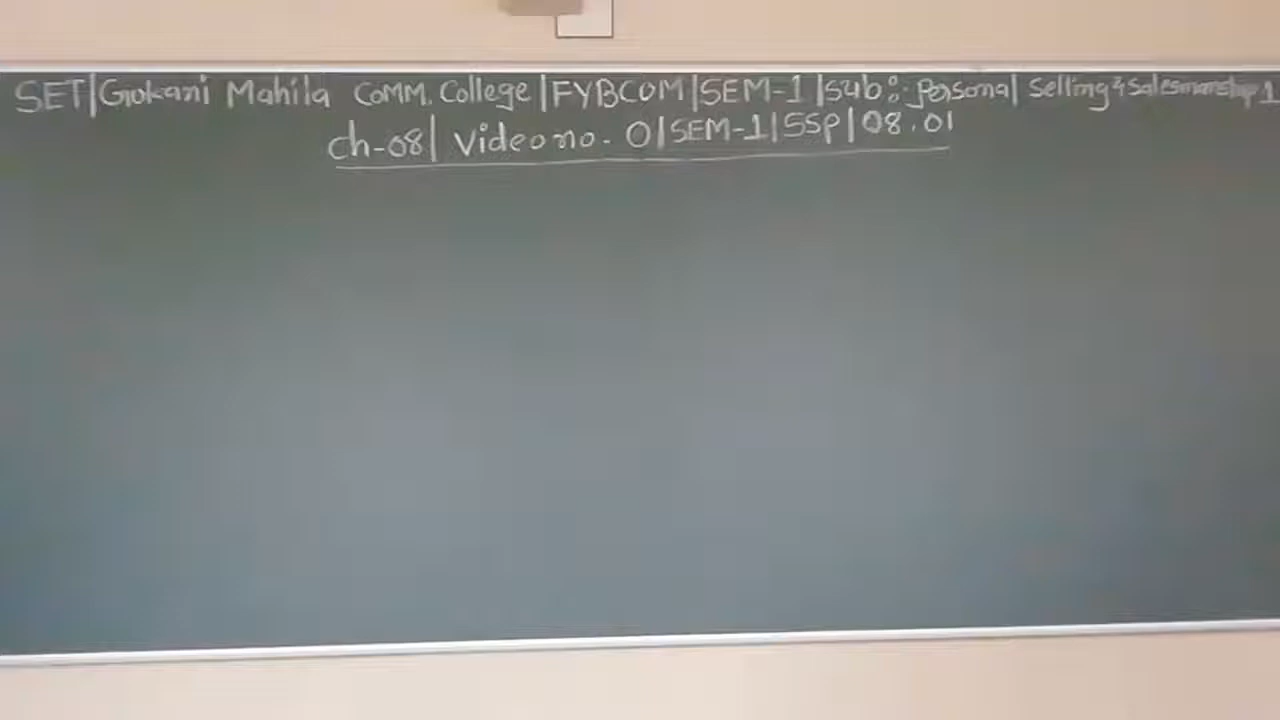 SET|Gokani Mahila COMM. College|FYBCOM|SEM-1|Sub: Personal Selling & Salesmanship 1
ch-08| Video no. 0|SEM-1|SSP|08.01